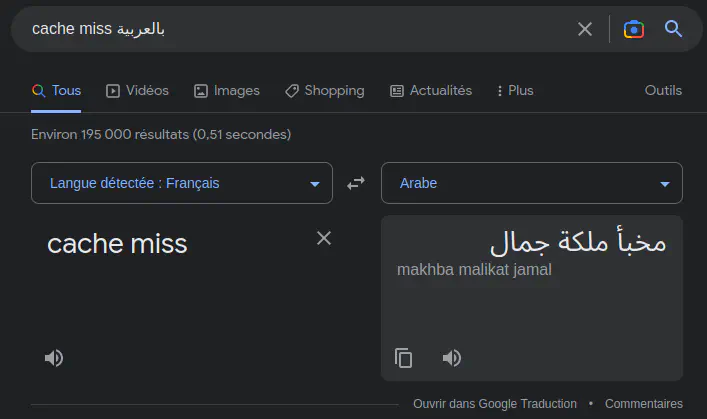 cache miss بالعربية
Tous Vidéos Images Shopping Actualités Plus Outils
Environ 195 000 résultats (0,51 secondes)
Langue détectée : Français
Arabe
cache miss
مخبأ ملكة جمال
makhba malikat jamal
Ouvrir dans Google Traduction • Commentaires